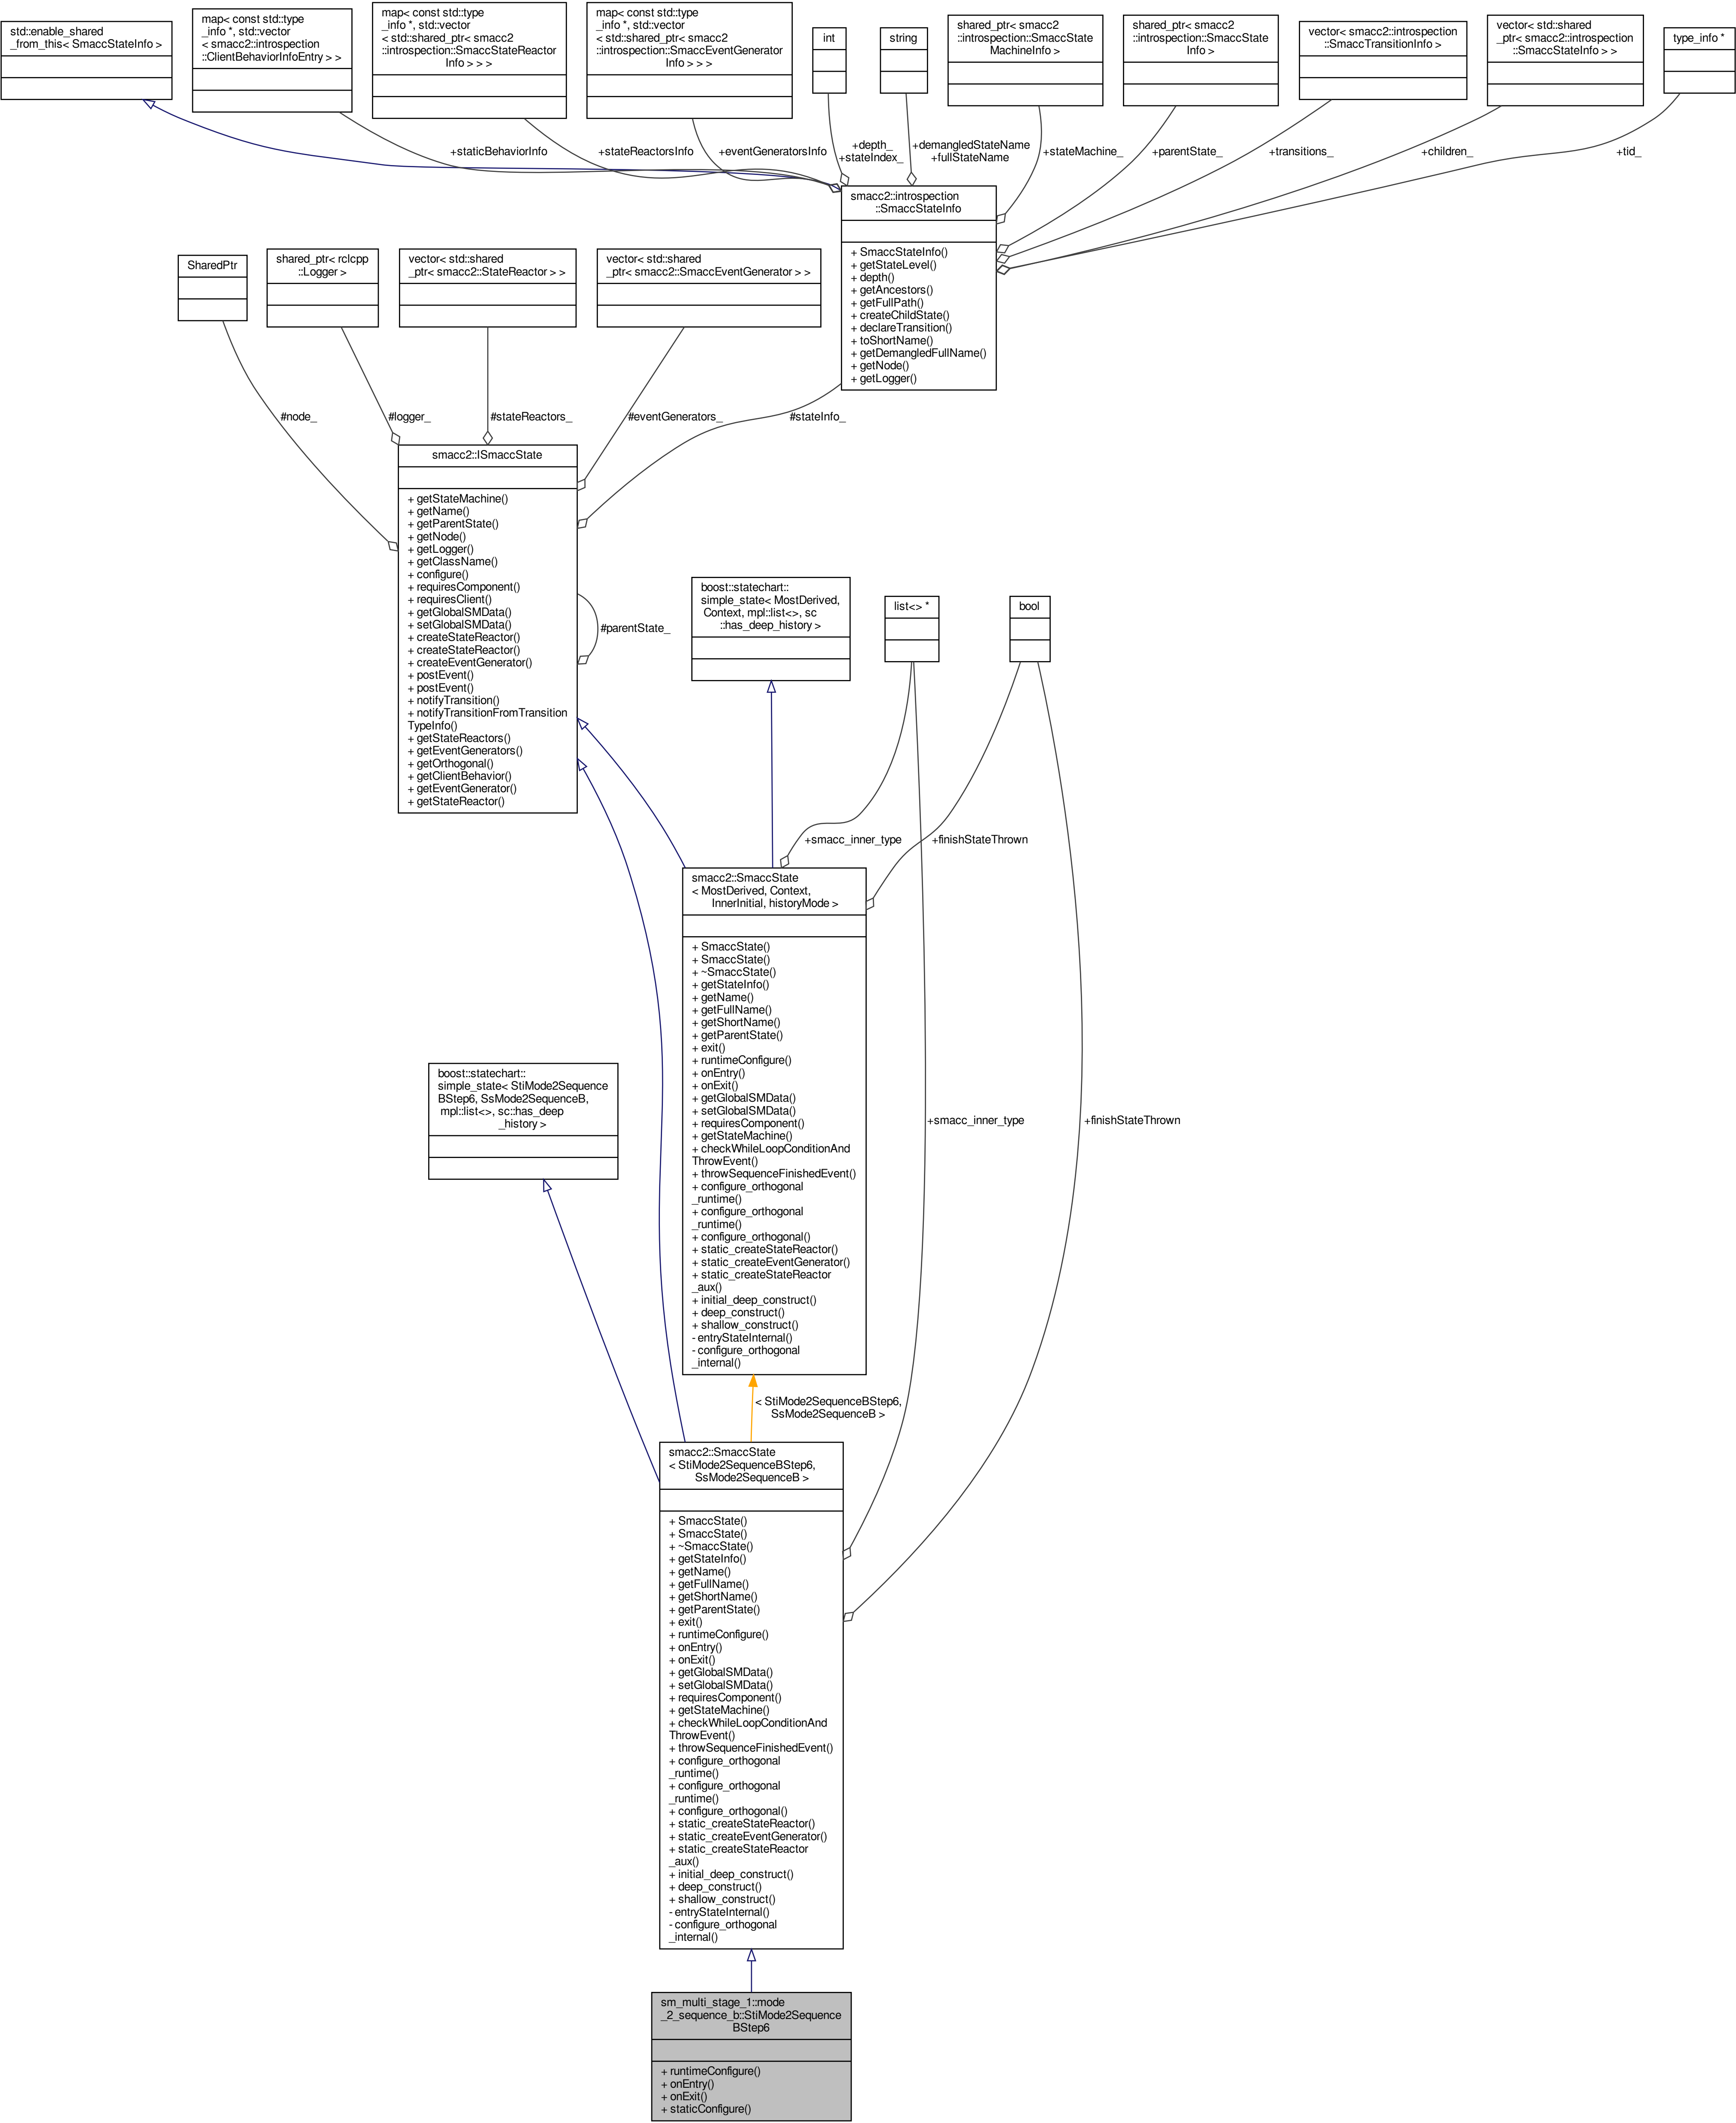 std::enable_shared
_from_this< SmaccStateInfo >
map< const std::type
_info *, std::vector
< smacc2::introspection
::ClientBehaviorInfoEntry > >
map< const std::type
_info *, std::vector
< std::shared_ptr< smacc2
::introspection::SmaccStateReactor
Info > > >
map< const std::type
_info *, std::vector
< std::shared_ptr< smacc2
::introspection::SmaccEventGenerator
Info > > >
int
string
shared_ptr< smacc2
::introspection::SmaccState
MachineInfo >
shared_ptr< smacc2
::introspection::SmaccState
Info >
vector< smacc2::introspection
::SmaccTransitionInfo >
vector< std::shared
_ptr< smacc2::introspection
::SmaccStateInfo > >
type_info *
+staticBehaviorInfo
+stateReactorsInfo
+eventGeneratorsInfo
+depth_
+stateIndex_
+demangledStateName
+fullStateName
+stateMachine_
+parentState_
+transitions_
+children_
+tid_
smacc2::introspection
::SmaccStateInfo
+ SmaccStateInfo()
+ getStateLevel()
+ depth()
+ getAncestors()
+ getFullPath()
+ createChildState()
+ declareTransition()
+ toShortName()
+ getDemangledFullName()
+ getNode()
+ getLogger()
SharedPtr
shared_ptr< rclcpp
::Logger >
vector< std::shared
_ptr< smacc2::StateReactor > >
vector< std::shared
_ptr< smacc2::SmaccEventGenerator > >
#node_
#logger_
#stateReactors_
#eventGenerators_
#stateInfo_
smacc2::ISmaccState
+ getStateMachine()
+ getName()
+ getParentState()
+ getNode()
+ getLogger()
+ getClassName()
+ configure()
+ requiresComponent()
+ requiresClient()
+ getGlobalSMData()
+ setGlobalSMData()
+ createStateReactor()
+ createStateReactor()
+ createEventGenerator()
+ postEvent()
+ postEvent()
+ notifyTransition()
+ notifyTransitionFromTransition
TypeInfo()
+ getStateReactors()
+ getEventGenerators()
+ getOrthogonal()
+ getClientBehavior()
+ getEventGenerator()
+ getStateReactor()
#parentState_
boost::statechart::
simple_state< MostDerived,
Context, mpl::list<>, sc
::has_deep_history >
list<> *
bool
+smacc_inner_type
+finishStateThrown
smacc2::SmaccState
< MostDerived, Context,
InnerInitial, historyMode >
+ SmaccState()
+ SmaccState()
+ ~SmaccState()
+ getStateInfo()
+ getName()
+ getFullName()
+ getShortName()
+ getParentState()
+ exit()
+ runtimeConfigure()
+ onEntry()
+ onExit()
+ getGlobalSMData()
+ setGlobalSMData()
+ requiresComponent()
+ getStateMachine()
+ checkWhileLoopConditionAnd
ThrowEvent()
+ throwSequenceFinishedEvent()
+ configure_orthogonal
_runtime()
+ configure_orthogonal
_runtime()
+ configure_orthogonal()
+ static_createStateReactor()
+ static_createEventGenerator()
+ static_createStateReactor
_aux()
+ initial_deep_construct()
+ deep_construct()
+ shallow_construct()
- entryStateInternal()
- configure_orthogonal
_internal()
boost::statechart::
simple_state< StiMode2Sequence
BStep6, SsMode2SequenceB,
mpl::list<>, sc::has_deep
_history >
+smacc_inner_type
+finishStateThrown
< StiMode2SequenceBStep6,
SsMode2SequenceB >
smacc2::SmaccState
< StiMode2SequenceBStep6,
SsMode2SequenceB >
+ SmaccState()
+ SmaccState()
+ ~SmaccState()
+ getStateInfo()
+ getName()
+ getFullName()
+ getShortName()
+ getParentState()
+ exit()
+ runtimeConfigure()
+ onEntry()
+ onExit()
+ getGlobalSMData()
+ setGlobalSMData()
+ requiresComponent()
+ getStateMachine()
+ checkWhileLoopConditionAnd
ThrowEvent()
+ throwSequenceFinishedEvent()
+ configure_orthogonal
_runtime()
+ configure_orthogonal
_runtime()
+ configure_orthogonal()
+ static_createStateReactor()
+ static_createEventGenerator()
+ static_createStateReactor
_aux()
+ initial_deep_construct()
+ deep_construct()
+ shallow_construct()
- entryStateInternal()
- configure_orthogonal
_internal()
sm_multi_stage_1::mode
_2_sequence_b::StiMode2Sequence
BStep6
+ runtimeConfigure()
+ onEntry()
+ onExit()
+ staticConfigure()